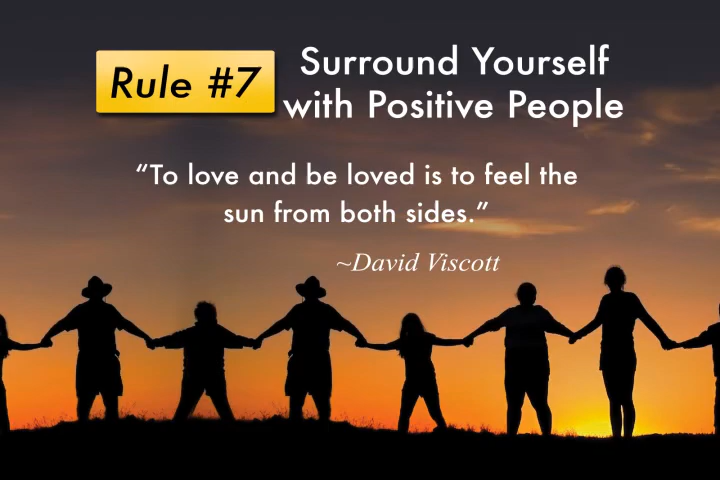 Rule #7
Surround Yourself
with Positive People
“To love and be loved is to feel the
sun from both sides.”
~David Viscott